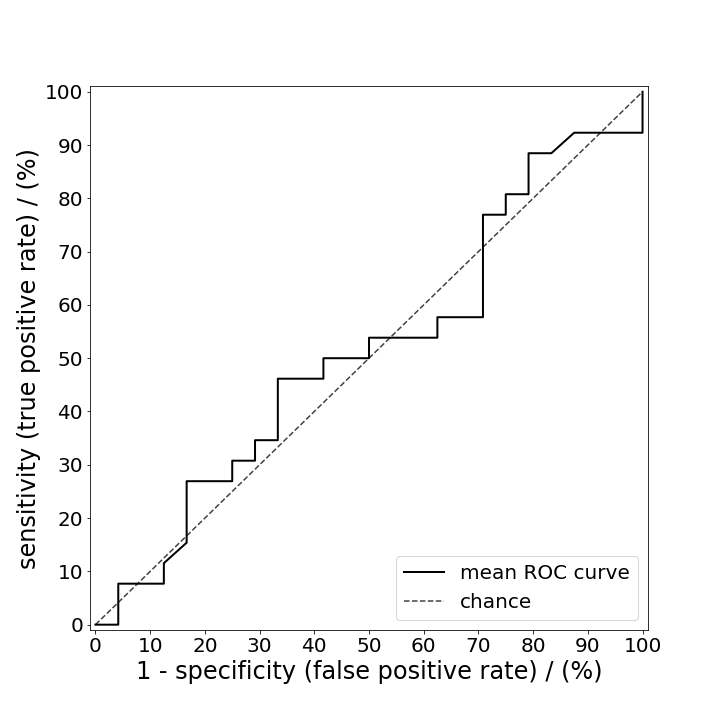 sensitivity (true positive rate) / (%)
100
90
80
70
60
50
40
30
20
10
0
mean ROC curve
chance
0 10 20 30 40 50 60 70 80 90 100
1 - specificity (false positive rate) / (%)